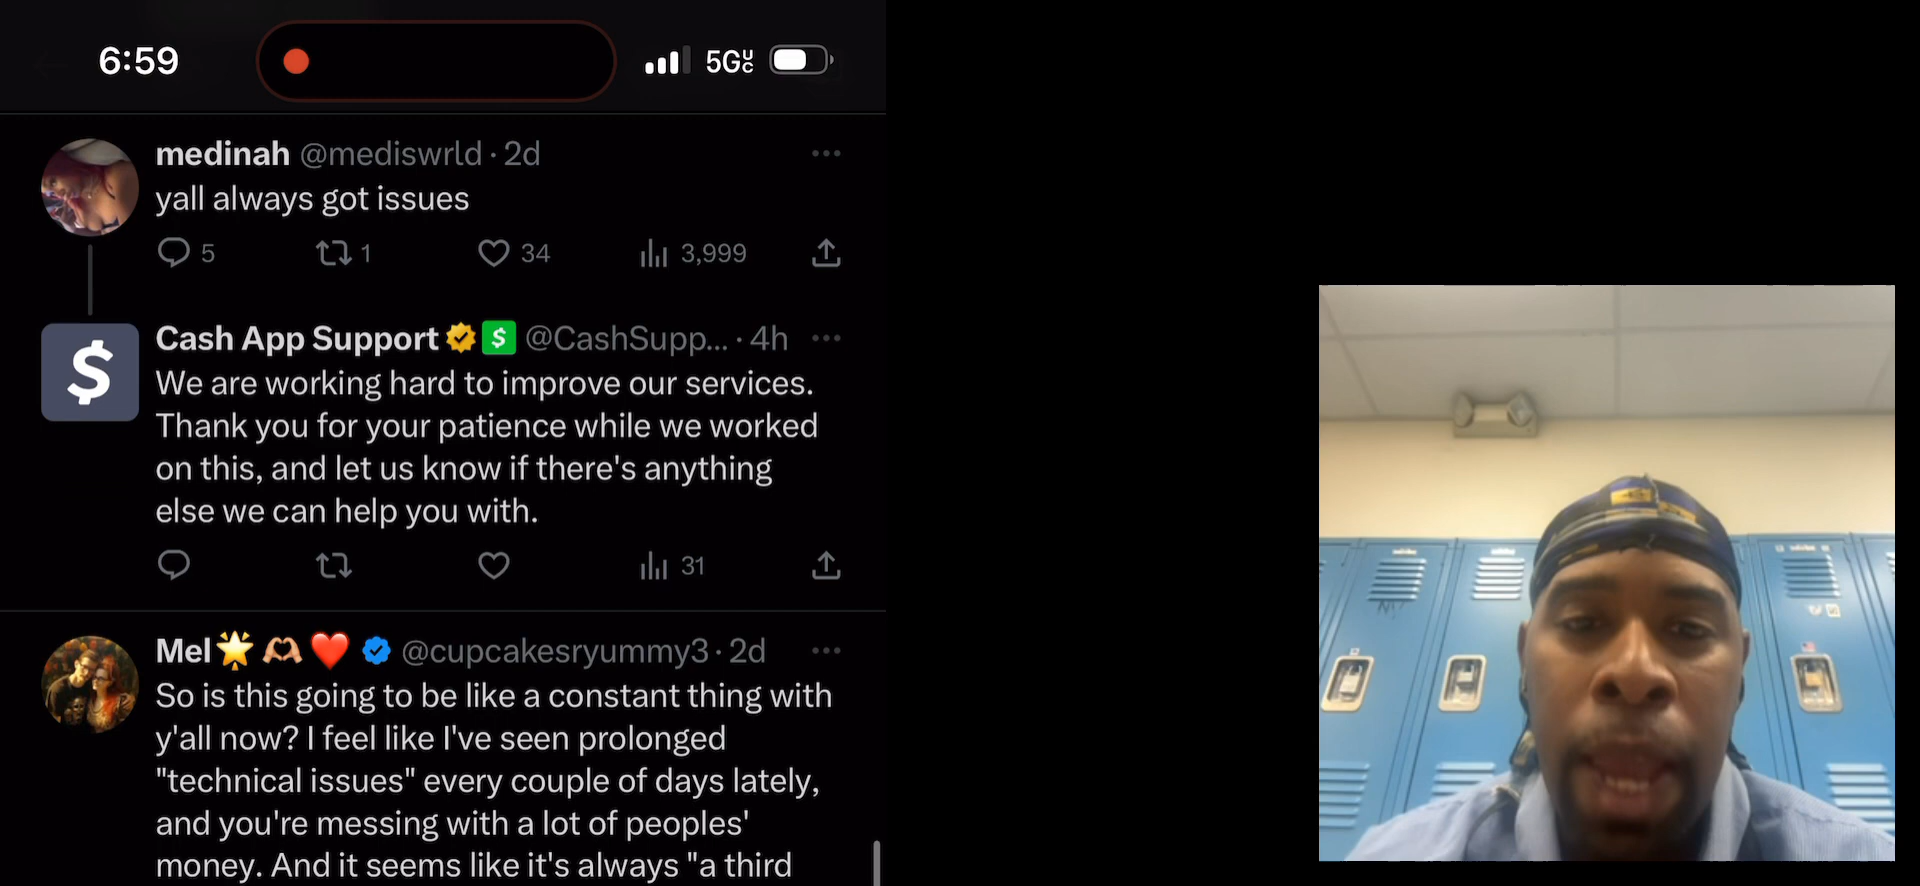 6:59
5G UC
medinah @mediswrld · 2d
yall always got issues
5 1 34 3,999
Cash App Support $ @CashSupp... · 4h
$
We are working hard to improve our services.
Thank you for your patience while we worked
on this, and let us know if there's anything
else we can help you with.
31
Mel🌟🫶🏼❤️ @cupcakesryummy3 · 2d
So is this going to be like a constant thing with
y'all now? I feel like I've seen prolonged
"technical issues" every couple of days lately,
and you're messing with a lot of peoples'
money. And it seems like it's always "a third